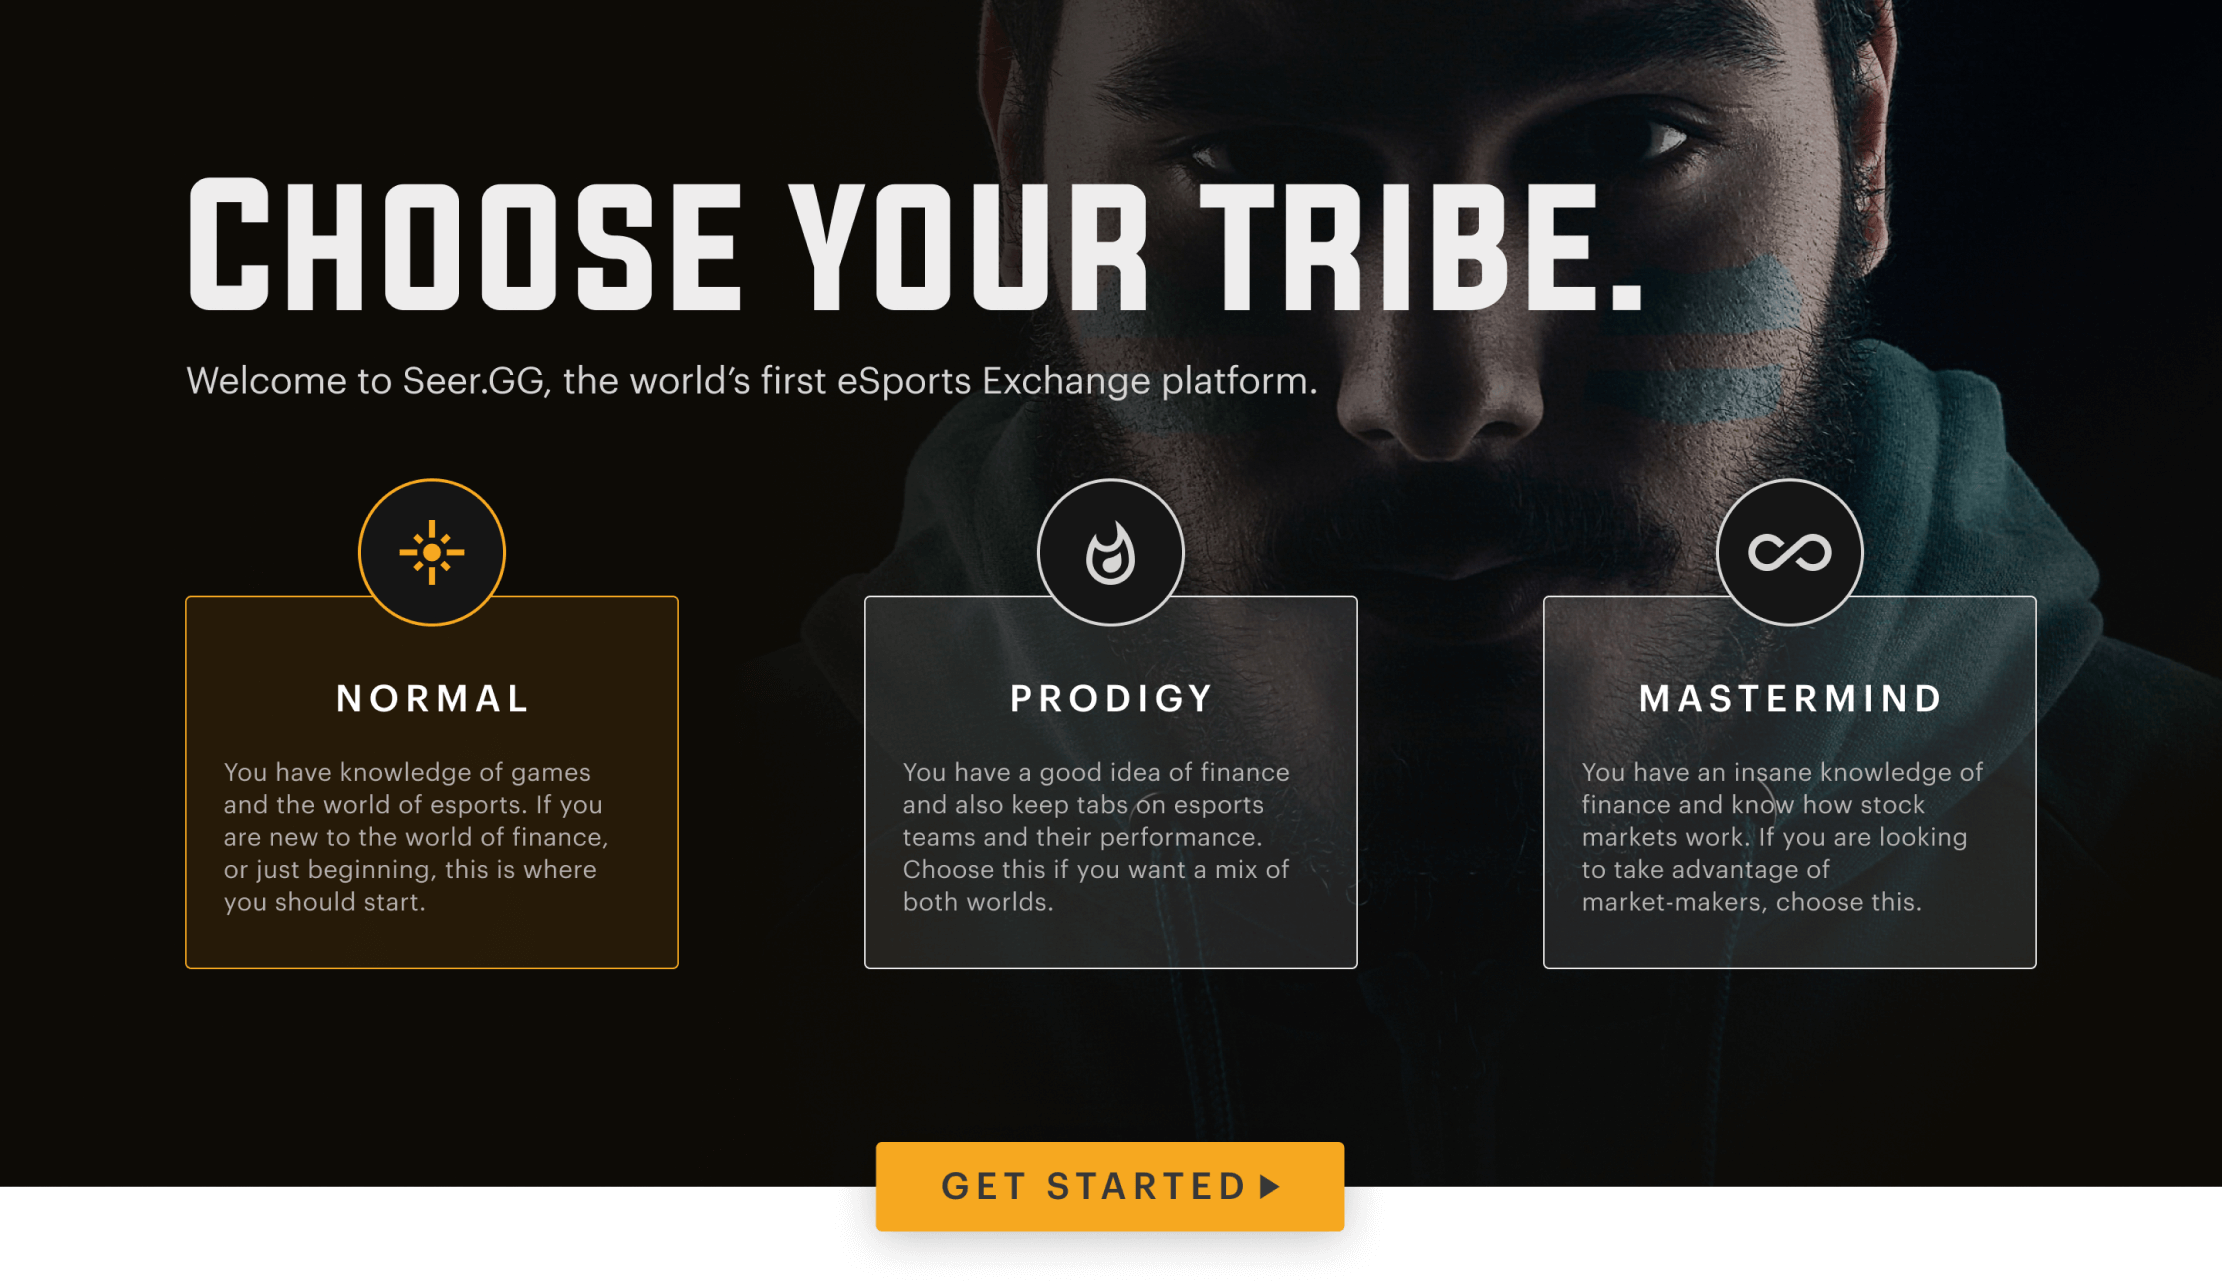 CHOOSE YOUR TRIBE.
Welcome to Seer.GG, the world’s first eSports Exchange platform.
NORMAL
You have knowledge of games
and the world of esports. If you
are new to the world of finance,
or just beginning, this is where
you should start.
PRODIGY
You have a good idea of finance
and also keep tabs on esports
teams and their performance.
Choose this if you want a mix of
both worlds.
MASTERMIND
You have an insane knowledge of
finance and know how stock
markets work. If you are looking
to take advantage of
market-makers, choose this.
GET STARTED